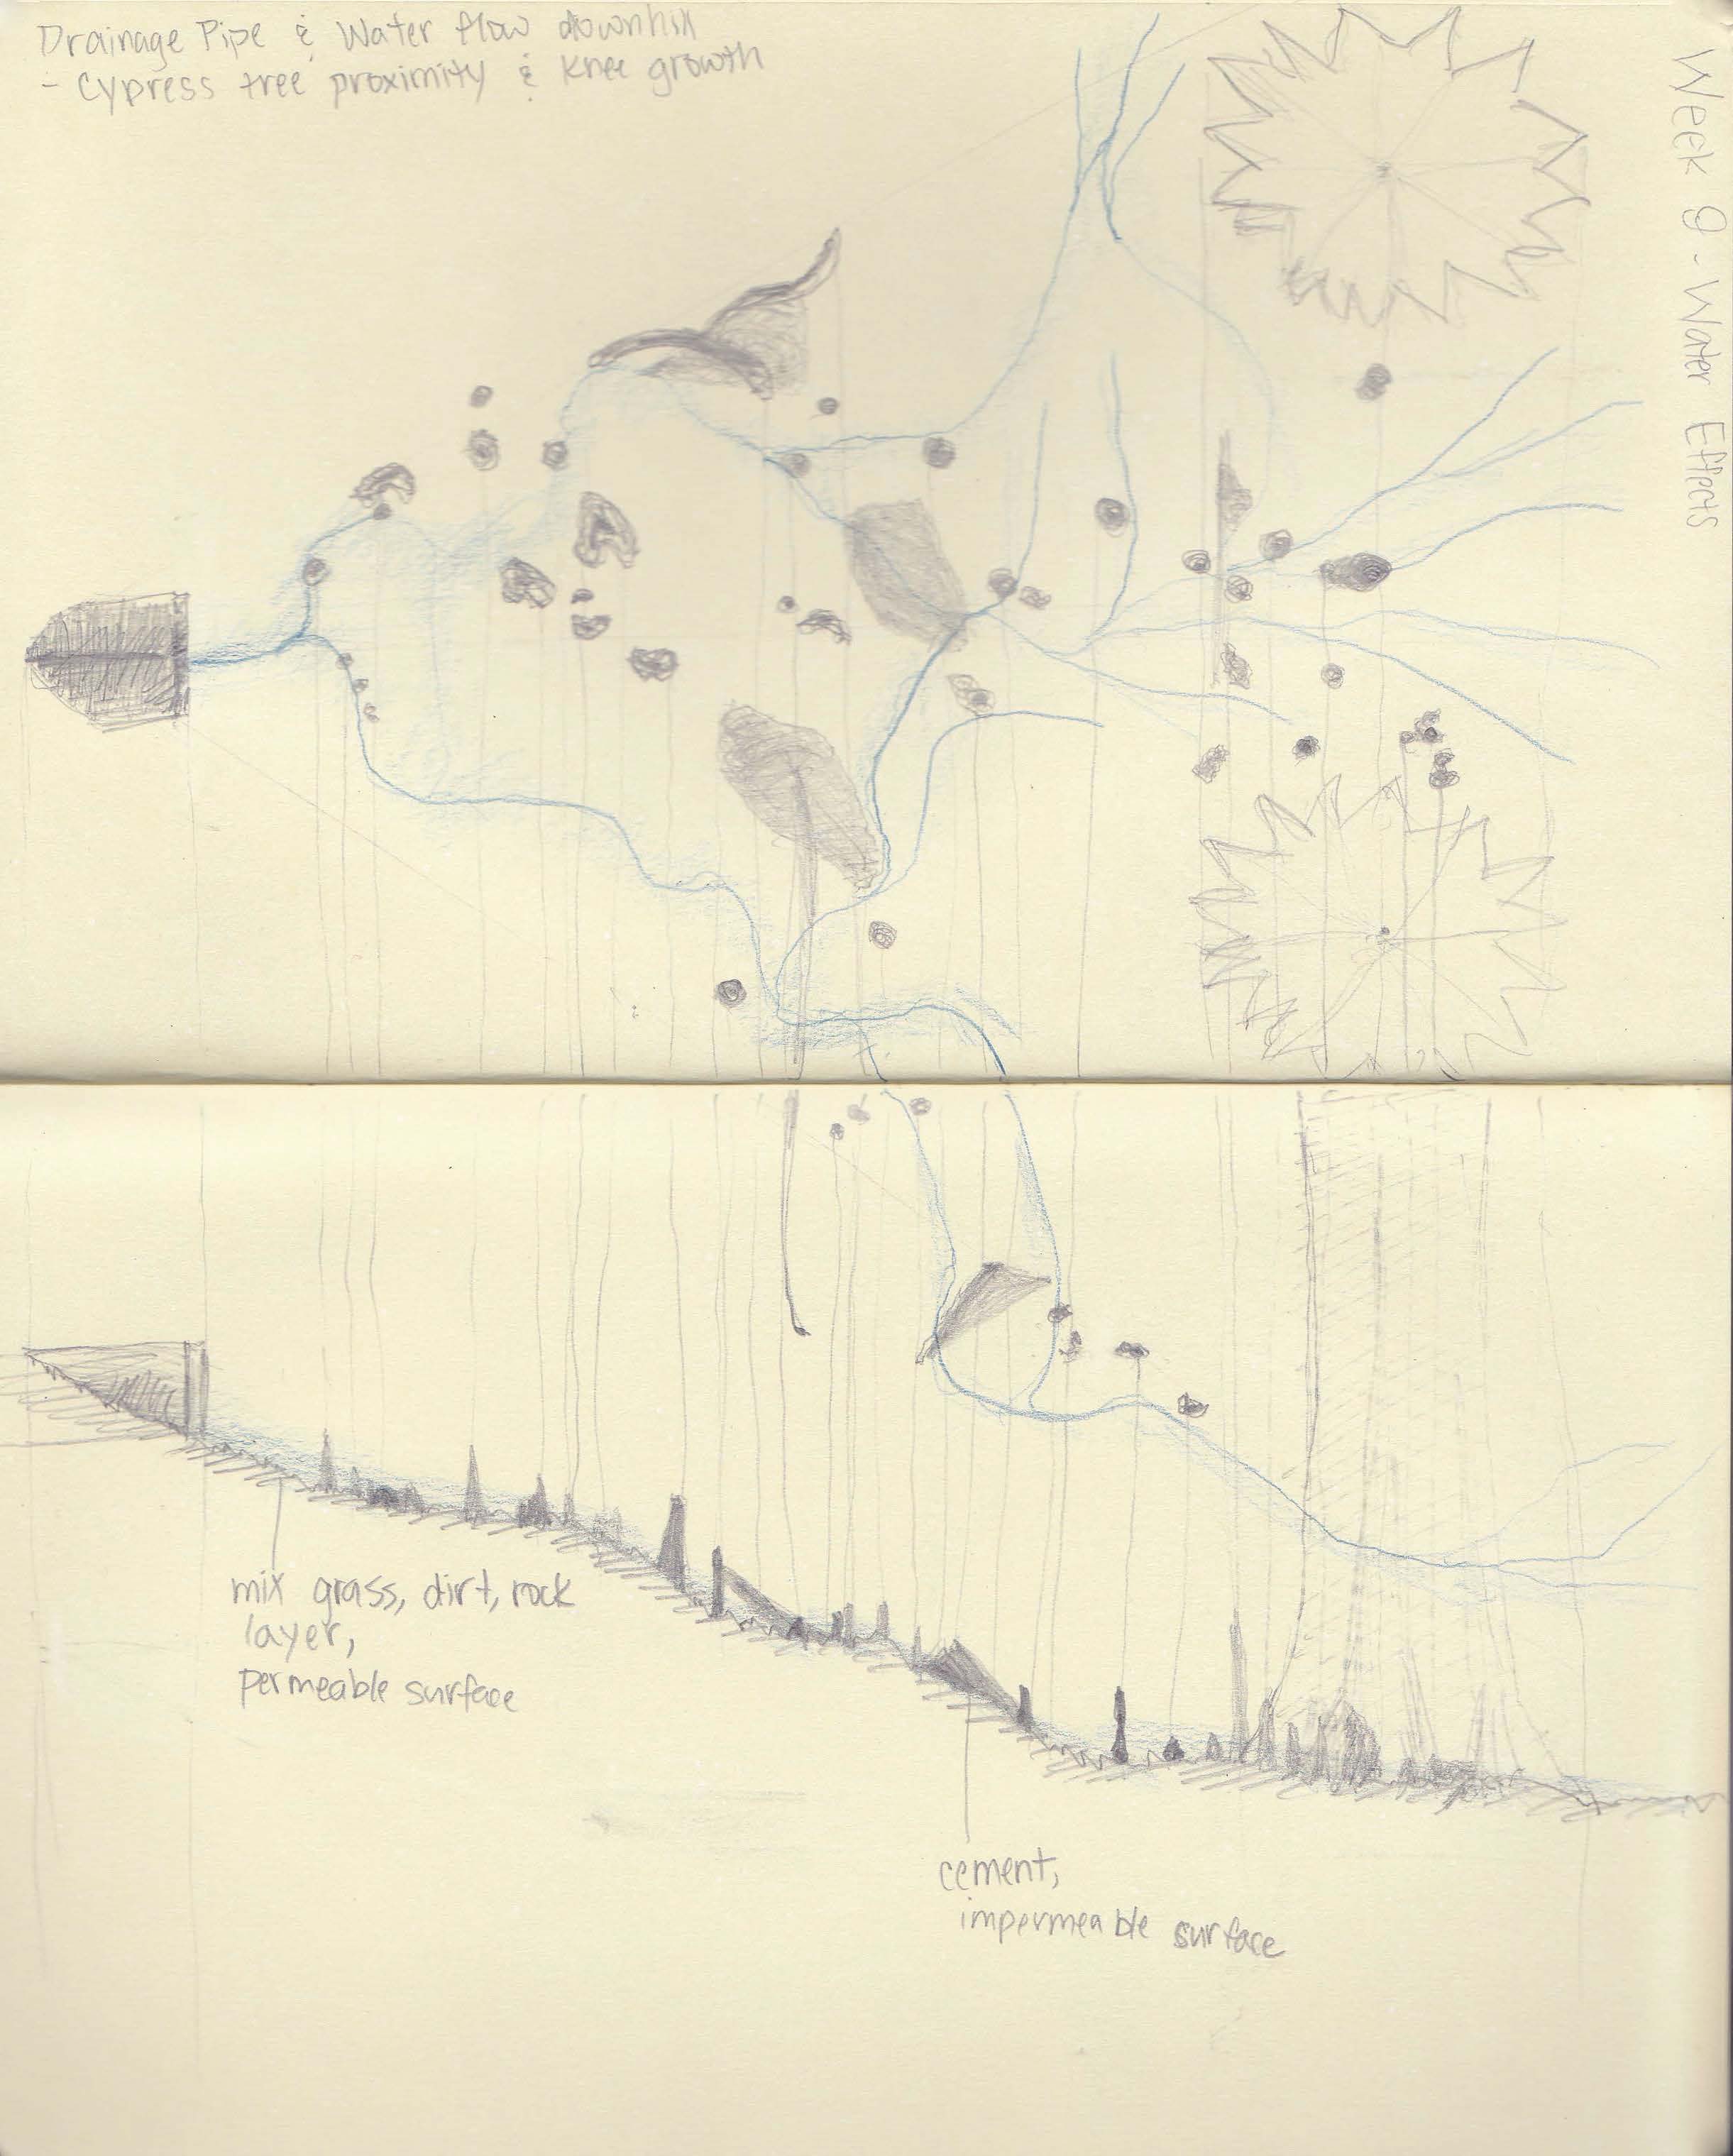 Drainage Pipe & Water flow downhill
- Cypress tree proximity & Knee growth
Week 9 - Water Effects
mix grass, dirt, rock
layer,
permeable surface
cement,
impermeable surface